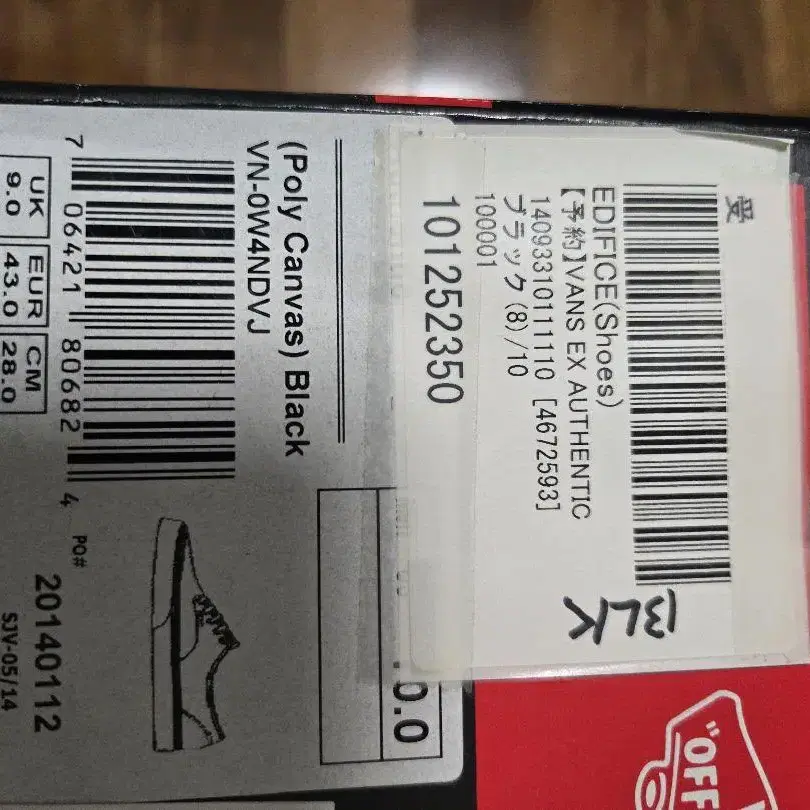 受
EDIFICE(Shoes)
【予約】VANS EX AUTHENTIC
14093310111110 [4672593]
ブラック(8)/10
100001
101252350
BLK
(Poly Canvas) Black
VN-0W4NDVJ
7 06421 80682 4
UK EUR CM
9.0 43.0 28.0
PO# 20140112
SJV-05/14
"OFF